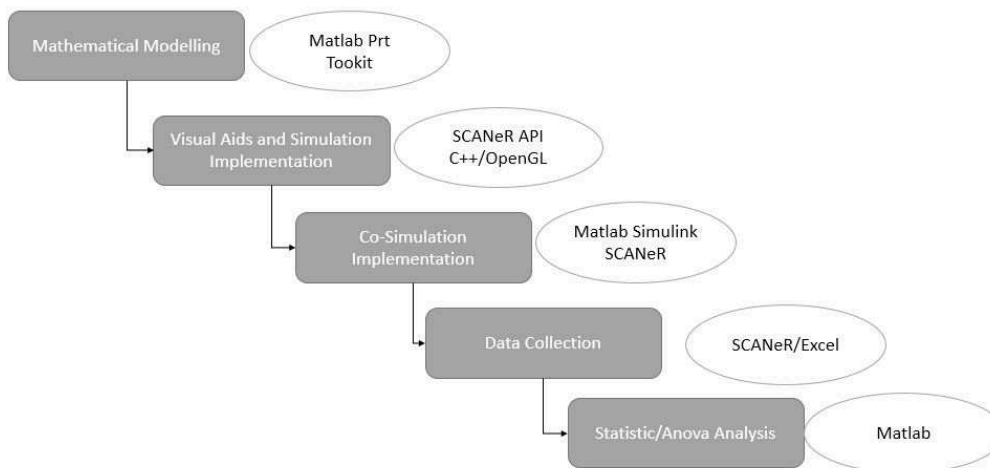 Mathematical Modelling
Matlab Prt
Tookit
Visual Aids and Simulation
Implementation
SCANeR API
C++/OpenGL
Co-Simulation
Implementation
Matlab Simulink
SCANeR
Data Collection
SCANeR/Excel
Statistic/Anova Analysis
Matlab